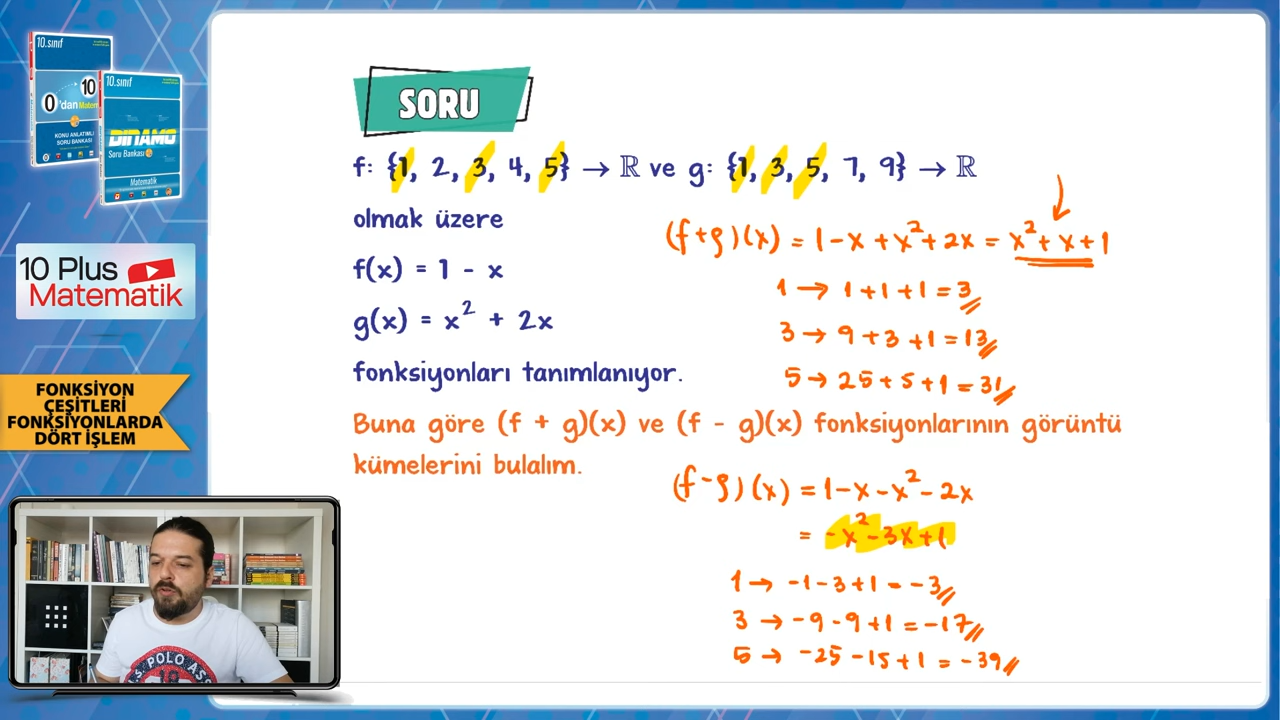 10.sınıf
10.sınıf
0'dan
10
KONU ANLATIMLI
SORU BANKASI
DİNAMO
Soru Bankası
Matematik
10 Plus
Matematik
FONKSİYON
ÇEŞİTLERİ
FONKSİYONLARDA
DÖRT İŞLEM
SORU
f: {1, 2, 3, 4, 5} → ℝ ve g: {1, 3, 5, 7, 9} → ℝ
olmak üzere
f(x) = 1 - x
g(x) = x² + 2x
fonksiyonları tanımlanıyor.
(f+g)(x) = 1-x+x²+2x = x²+x+1
1 → 1+1+1=3
3 → 9+3+1=13
5 → 25+5+1=31
Buna göre (f + g)(x) ve (f - g)(x) fonksiyonlarının görüntü
kümelerini bulalım.
(f-g)(x) = 1-x-x²-2x
= -x²-3x+1
1 → -1-3+1=-3
3 → -9-9+1=-17
5 → -25-15+1=-39
POLO ASS